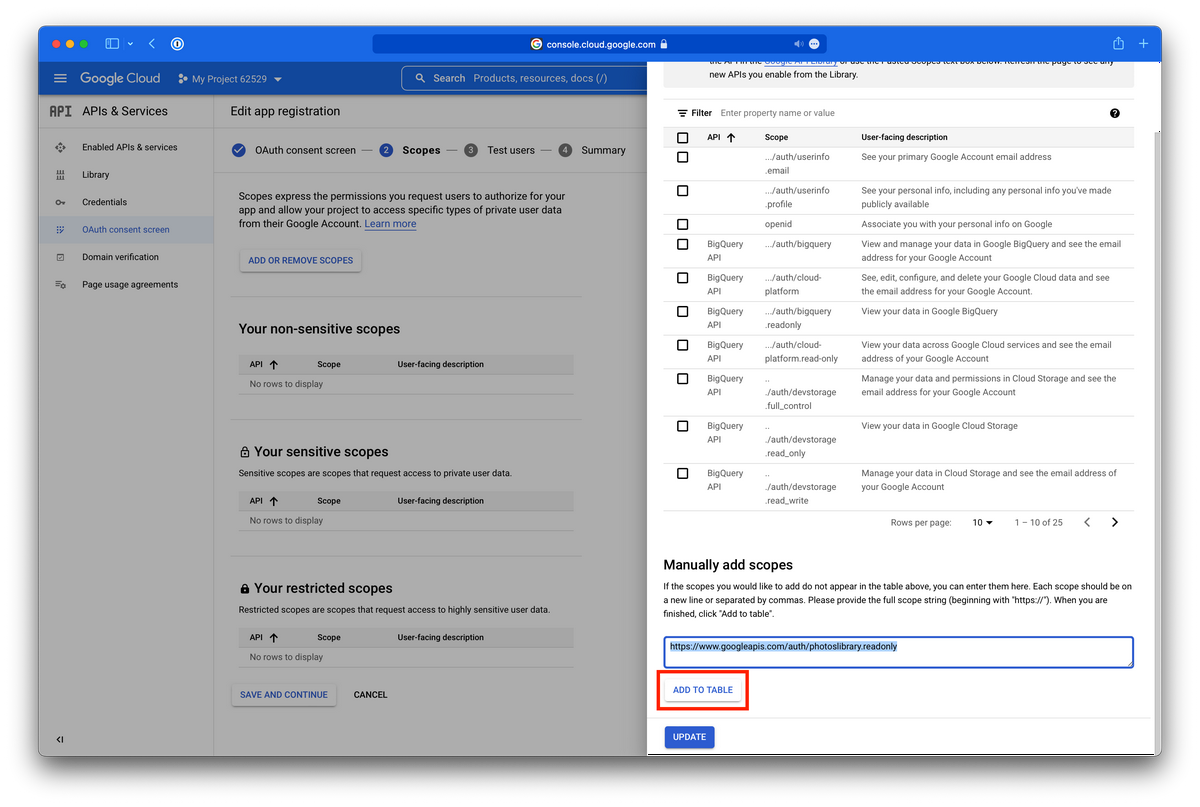 console.cloud.google.com
Google Cloud
My Project 62529
Search Products, resources, docs (/)
API APIs & Services
Enabled APIs & services
Library
Credentials
OAuth consent screen
Domain verification
Page usage agreements
Edit app registration
OAuth consent screen — 2 Scopes — 3 Test users — 4 Summary
Scopes express the permissions you request users to authorize for your
app and allow your project to access specific types of private user data
from their Google Account. Learn more
ADD OR REMOVE SCOPES
Your non-sensitive scopes
API Scope User-facing description
No rows to display
Your sensitive scopes
Sensitive scopes are scopes that request access to private user data.
API Scope User-facing description
No rows to display
Your restricted scopes
Restricted scopes are scopes that request access to highly sensitive user data.
API Scope User-facing description
No rows to display
SAVE AND CONTINUE CANCEL
the API in the Google API Library or use the Pasted Scopes text box below. Refresh the page to see any
new APIs you enable from the Library.
Filter Enter property name or value
API Scope User-facing description
.../auth/userinfo
.email
See your primary Google Account email address
.../auth/userinfo
.profile
See your personal info, including any personal info you've made
publicly available
openid Associate you with your personal info on Google
BigQuery
API
.../auth/bigquery
View and manage your data in Google BigQuery and see the email
address for your Google Account
BigQuery
API
.../auth/cloud-
platform
See, edit, configure, and delete your Google Cloud data and see
the email address for your Google Account.
BigQuery
API
.../auth/bigquery
.readonly
View your data in Google BigQuery
BigQuery
API
.../auth/cloud-
platform.read-only
View your data across Google Cloud services and see the email
address of your Google Account
BigQuery
API
..
./auth/devstorage
.full_control
Manage your data and permissions in Cloud Storage and see the
email address for your Google Account
BigQuery
API
..
./auth/devstorage
.read_only
View your data in Google Cloud Storage
BigQuery
API
..
./auth/devstorage
.read_write
Manage your data in Cloud Storage and see the email address of
your Google Account
Rows per page: 10 1 – 10 of 25
Manually add scopes
If the scopes you would like to add do not appear in the table above, you can enter them here. Each scope should be on
a new line or separated by commas. Please provide the full scope string (beginning with "https://"). When you are
finished, click "Add to table".
https://www.googleapis.com/auth/photoslibrary.readonly
ADD TO TABLE
UPDATE